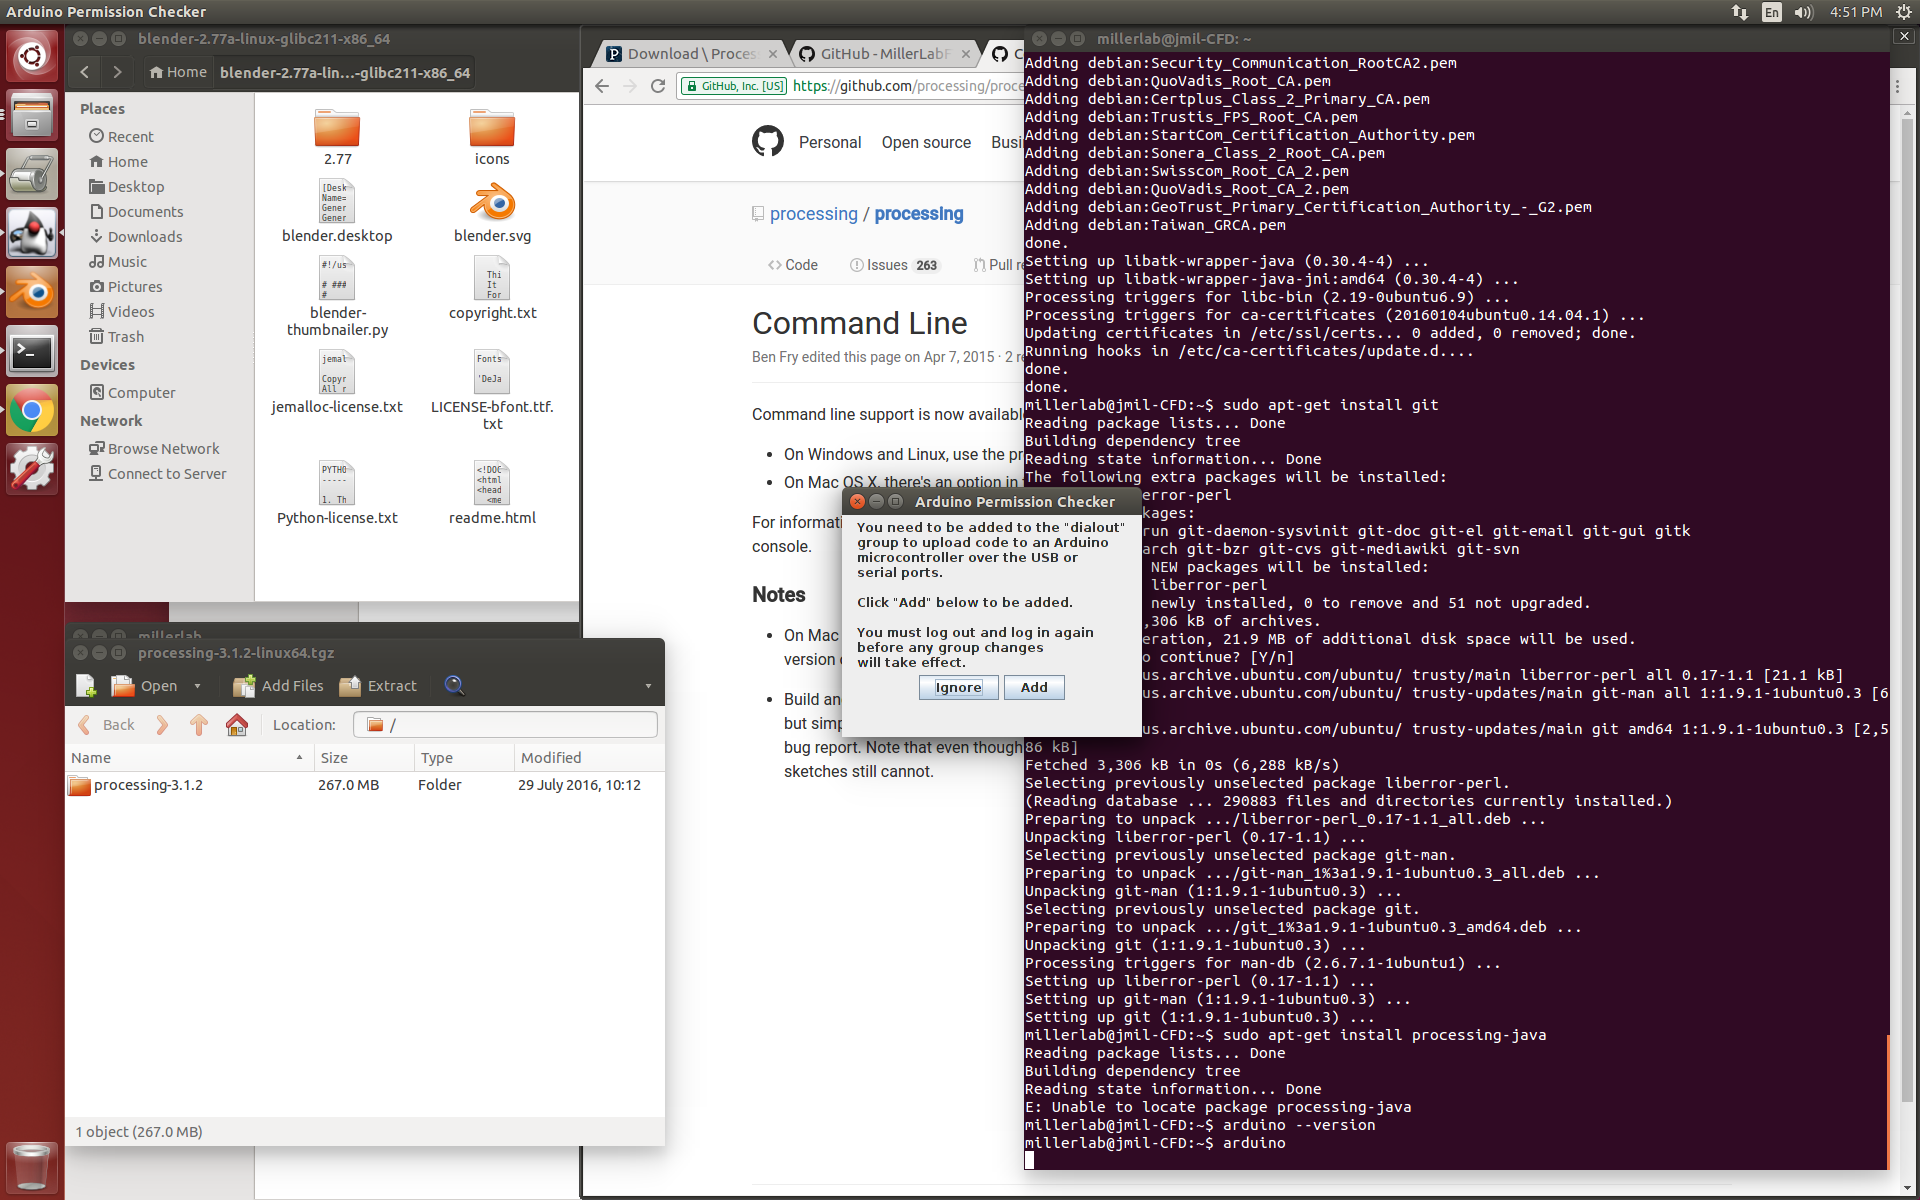 Arduino Permission Checker
En
4:51 PM
blender-2.77a-linux-glibc211-x86_64
Home
blender-2.77a-lin...-glibc211-x86_64
Places
Recent
Home
Desktop
Documents
Downloads
Music
Pictures
Videos
Trash
Devices
Computer
Network
Browse Network
Connect to Server
2.77
icons
[Desk
Name=
Gener
Gener
blender.desktop
blender.svg
#!/us
# ###
#
blender-
thumbnailer.py
Thi
It
For
copyright.txt
jemal
Copyr
All r
jemalloc-license.txt
Fonts
'DeJa
LICENSE-bfont.ttf.
txt
PYTHO
-----
1. Th
Python-license.txt
<!DOC
<html
<head
<me
readme.html
millerlab
processing-3.1.2-linux64.tgz
Open
Add Files
Extract
Back
Location:
/
Name
Size
Type
Modified
processing-3.1.2
267.0 MB
Folder
29 July 2016, 10:12
1 object (267.0 MB)
Download \ Proces
GitHub - MillerLabF
C
GitHub, Inc. [US]
https://github.com/processing/proce
Personal
Open source
Busi
processing / processing
Code
Issues 263
Pull r
Command Line
Ben Fry edited this page on Apr 7, 2015 · 2 re
Command line support is now availabl
On Windows and Linux, use the pr
On Mac OS X, there's an option in
For informati
console.
Notes
On Mac
version
Build an
but simp
bug report. Note that even though
sketches still cannot.
Arduino Permission Checker
You need to be added to the "dialout"
group to upload code to an Arduino
microcontroller over the USB or
serial ports.
Click "Add" below to be added.
You must log out and log in again
before any group changes
will take effect.
Ignore
Add
millerlab@jmil-CFD: ~
Adding debian:Security_Communication_RootCA2.pem
Adding debian:QuoVadis_Root_CA.pem
Adding debian:Certplus_Class_2_Primary_CA.pem
Adding debian:Trustis_FPS_Root_CA.pem
Adding debian:StartCom_Certification_Authority.pem
Adding debian:Sonera_Class_2_Root_CA.pem
Adding debian:Swisscom_Root_CA_2.pem
Adding debian:QuoVadis_Root_CA_2.pem
Adding debian:GeoTrust_Primary_Certification_Authority_-_G2.pem
Adding debian:Taiwan_GRCA.pem
done.
Setting up libatk-wrapper-java (0.30.4-4) ...
Setting up libatk-wrapper-java-jni:amd64 (0.30.4-4) ...
Processing triggers for libc-bin (2.19-0ubuntu6.9) ...
Processing triggers for ca-certificates (20160104ubuntu0.14.04.1) ...
Updating certificates in /etc/ssl/certs... 0 added, 0 removed; done.
Running hooks in /etc/ca-certificates/update.d....
done.
done.
millerlab@jmil-CFD:~$ sudo apt-get install git
Reading package lists... Done
Building dependency tree
Reading state information... Done
The following extra packages will be installed:
error-perl
kages:
run git-daemon-sysvinit git-doc git-el git-email git-gui gitk
arch git-bzr git-cvs git-mediawiki git-svn
NEW packages will be installed:
liberror-perl
newly installed, 0 to remove and 51 not upgraded.
,306 kB of archives.
eration, 21.9 MB of additional disk space will be used.
o continue? [Y/n]
us.archive.ubuntu.com/ubuntu/ trusty/main liberror-perl all 0.17-1.1 [21.1 kB]
us.archive.ubuntu.com/ubuntu/ trusty-updates/main git-man all 1:1.9.1-1ubuntu0.3 [6
us.archive.ubuntu.com/ubuntu/ trusty-updates/main git amd64 1:1.9.1-1ubuntu0.3 [2,5
86 kB]
Fetched 3,306 kB in 0s (6,288 kB/s)
Selecting previously unselected package liberror-perl.
(Reading database ... 290883 files and directories currently installed.)
Preparing to unpack .../liberror-perl_0.17-1.1_all.deb ...
Unpacking liberror-perl (0.17-1.1) ...
Selecting previously unselected package git-man.
Preparing to unpack .../git-man_1%3a1.9.1-1ubuntu0.3_all.deb ...
Unpacking git-man (1:1.9.1-1ubuntu0.3) ...
Selecting previously unselected package git.
Preparing to unpack .../git_1%3a1.9.1-1ubuntu0.3_amd64.deb ...
Unpacking git (1:1.9.1-1ubuntu0.3) ...
Processing triggers for man-db (2.6.7.1-1ubuntu1) ...
Setting up liberror-perl (0.17-1.1) ...
Setting up git-man (1:1.9.1-1ubuntu0.3) ...
Setting up git (1:1.9.1-1ubuntu0.3) ...
millerlab@jmil-CFD:~$ sudo apt-get install processing-java
Reading package lists... Done
Building dependency tree
Reading state information... Done
E: Unable to locate package processing-java
millerlab@jmil-CFD:~$ arduino --version
millerlab@jmil-CFD:~$ arduino